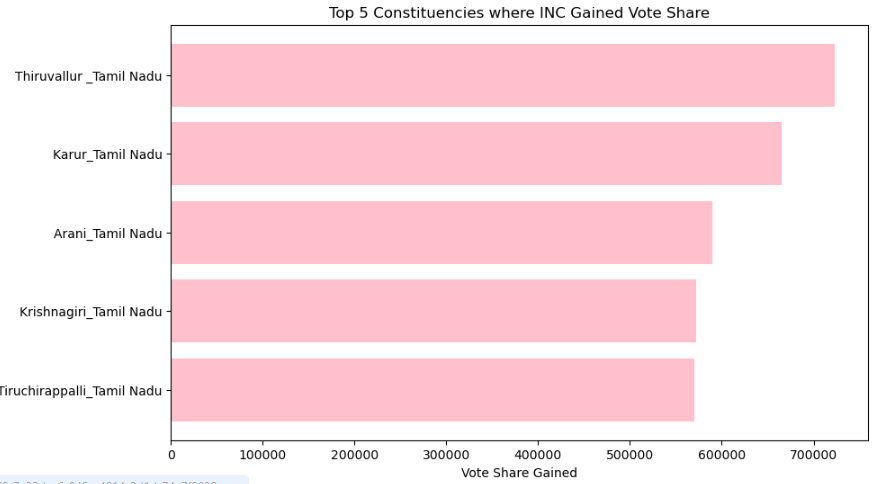 Top 5 Constituencies where INC Gained Vote Share
Thiruvallur _Tamil Nadu
Karur_Tamil Nadu
Arani_Tamil Nadu
Krishnagiri_Tamil Nadu
Tiruchirappalli_Tamil Nadu
0 100000 200000 300000 400000 500000 600000 700000
Vote Share Gained